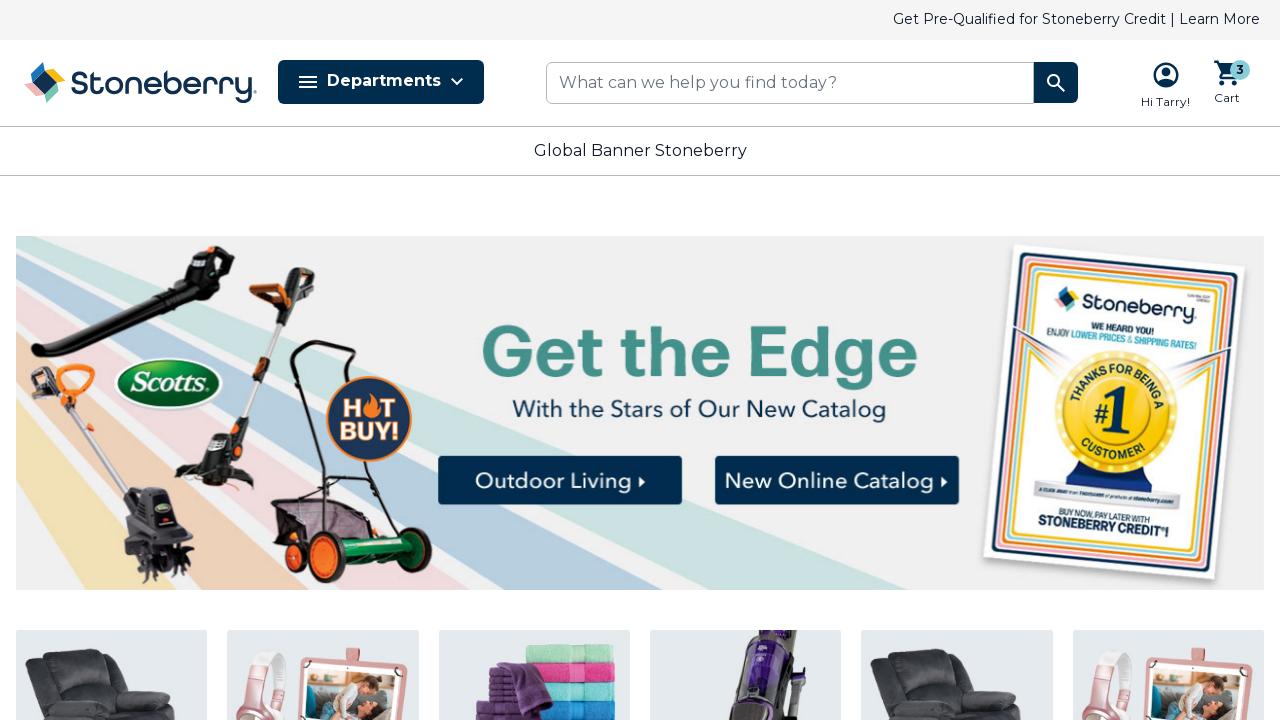 Get Pre-Qualified for Stoneberry Credit | Learn More
Stoneberry
Departments
What can we help you find today?
Hi Tarry!
3
Cart
Global Banner Stoneberry
Scotts
HOT
BUY!
Get the Edge
With the Stars of Our New Catalog
Outdoor Living
New Online Catalog
Stoneberry
WE HEARD YOU!
ENJOY LOWER PRICES & SHIPPING RATES!
THANKS FOR BEING A
#1
CUSTOMER!
BUY NOW, PAY LATER WITH
STONEBERRY CREDIT®!